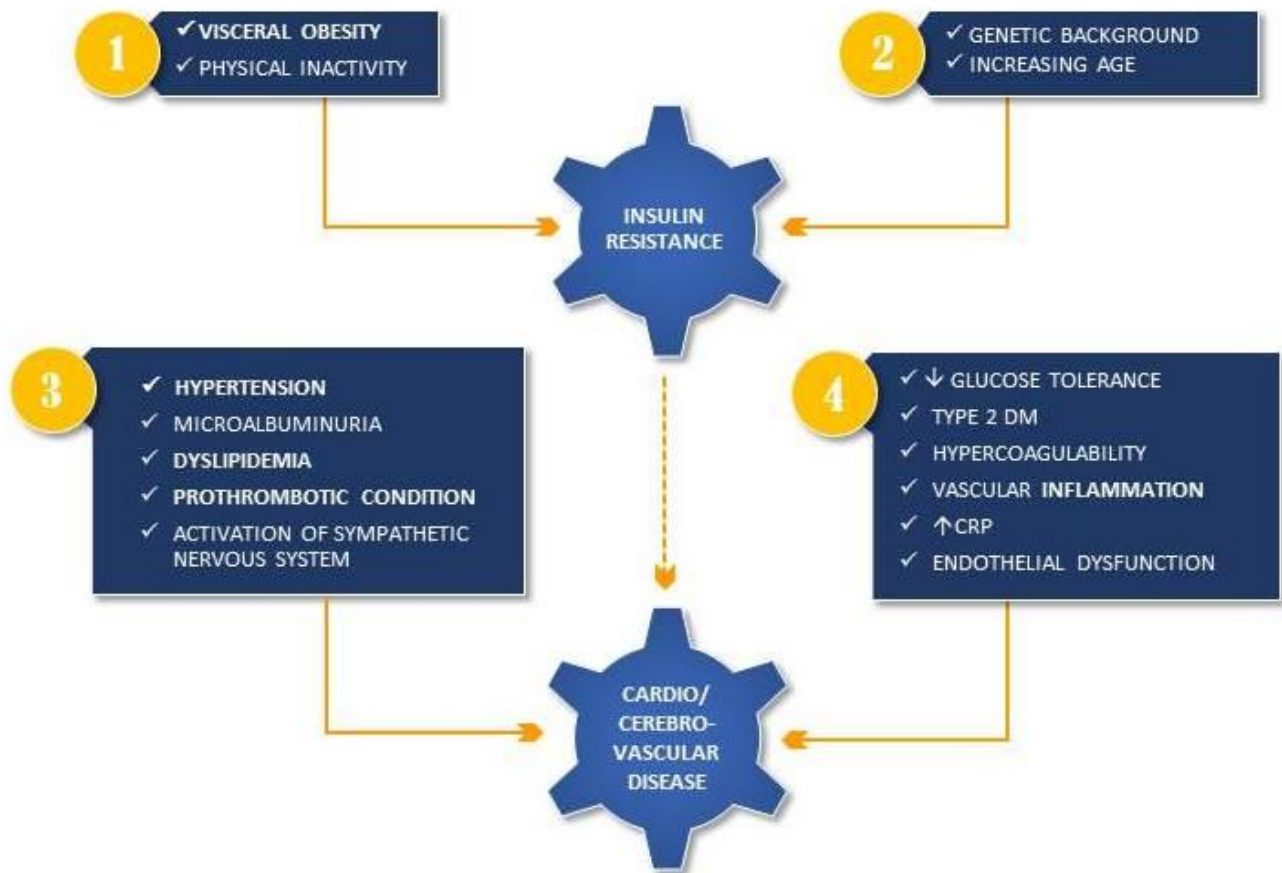 1
✓ VISCERAL OBESITY
✓ PHYSICAL INACTIVITY
2
✓ GENETIC BACKGROUND
✓ INCREASING AGE
INSULIN
RESISTANCE
3
✓ HYPERTENSION
✓ MICROALBUMINURIA
✓ DYSLIPIDEMIA
✓ PROTHROMBOTIC CONDITION
✓ ACTIVATION OF SYMPATHETIC
NERVOUS SYSTEM
4
✓ ↓ GLUCOSE TOLERANCE
✓ TYPE 2 DM
✓ HYPERCOAGULABILITY
✓ VASCULAR INFLAMMATION
✓ ↑CRP
✓ ENDOTHELIAL DYSFUNCTION
CARDIO/
CEREBRO-
VASCULAR
DISEASE